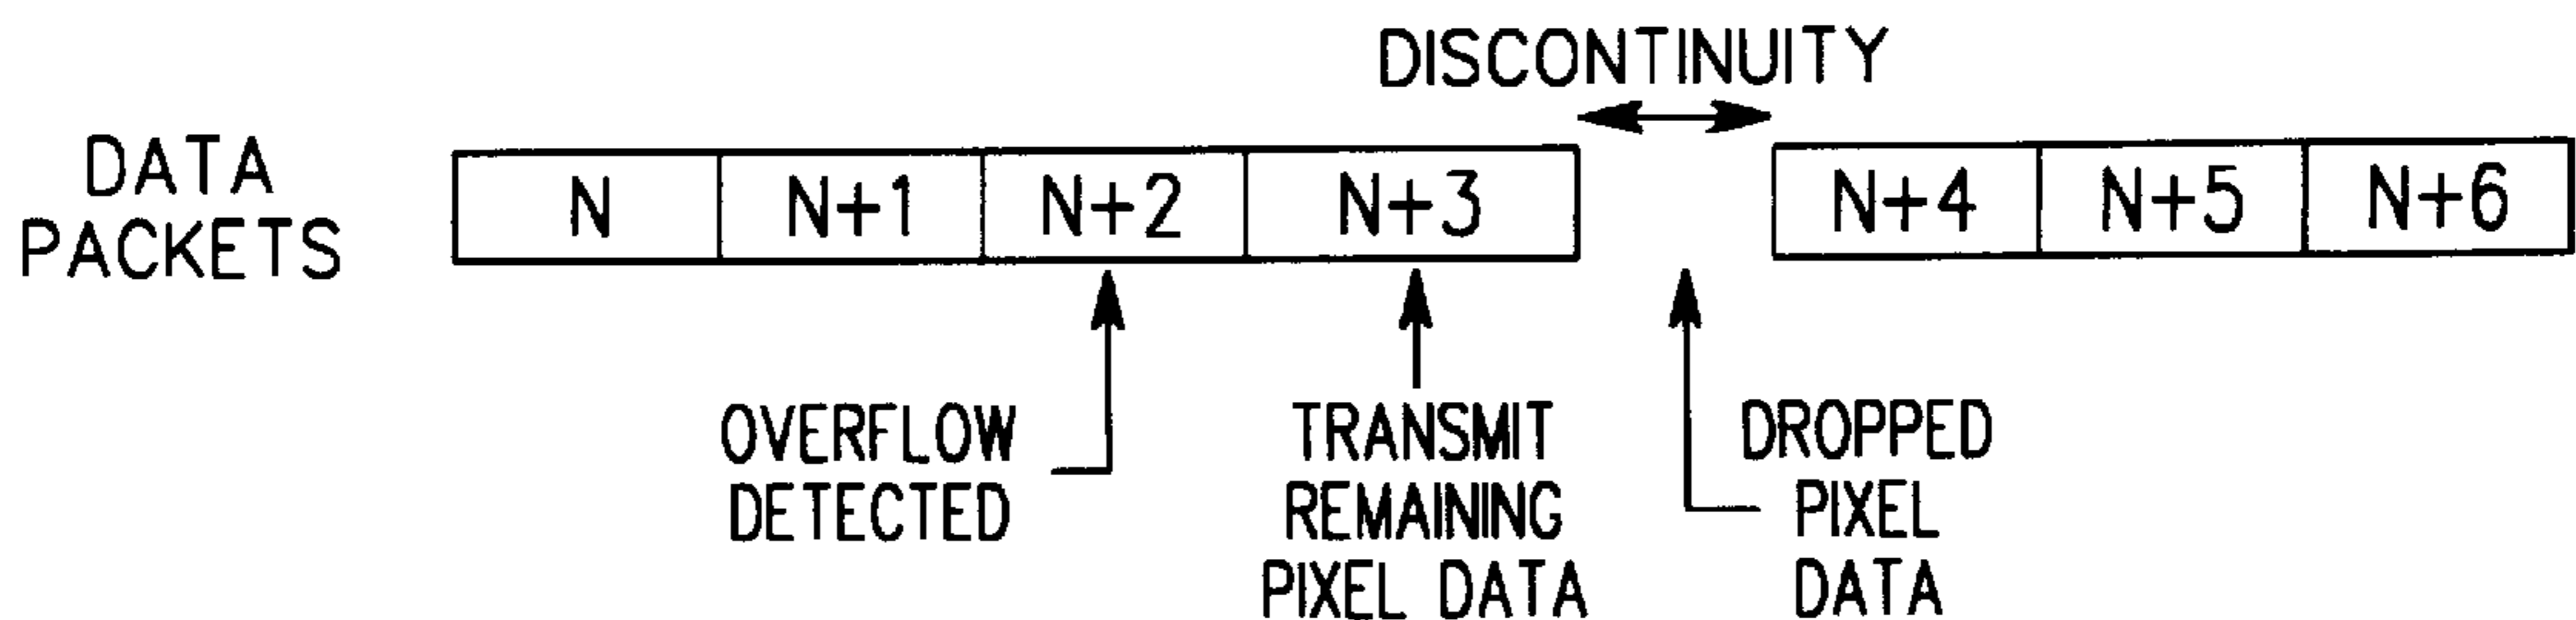 DISCONTINUITY
DATA
PACKETS
N N+1 N+2 N+3 N+4 N+5 N+6
OVERFLOW
DETECTED
TRANSMIT
REMAINING
PIXEL DATA
DROPPED
PIXEL
DATA